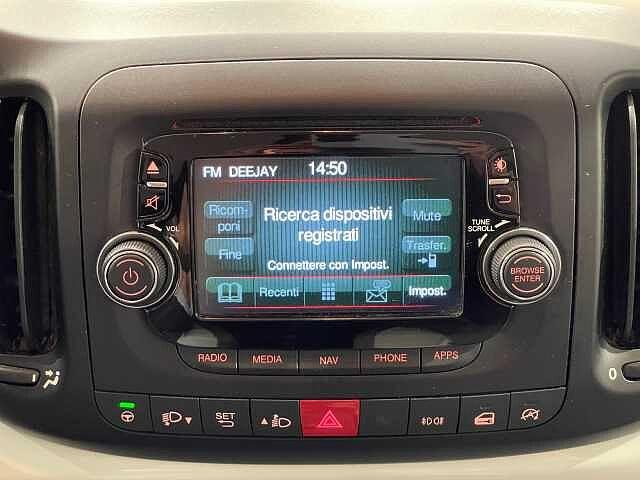 FM DEEJAY 14:50
Ricom-
poni
Ricerca dispositivi
registrati
Mute
Fine
Trasfer.
Connettere con Impost.
Recenti
Impost.
VOL
TUNE
SCROLL
BROWSE
ENTER
RADIO MEDIA NAV PHONE APPS
SET
0